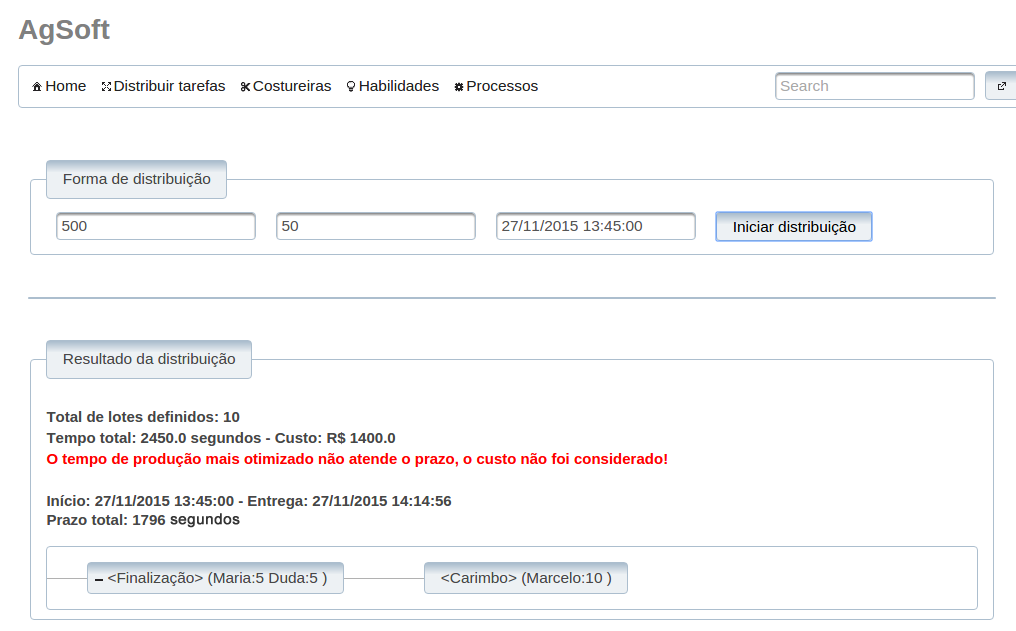 AgSoft
Home Distribuir tarefas Costureiras Habilidades Processos Search
Forma de distribuição
500 50 27/11/2015 13:45:00 Iniciar distribuição
Resultado da distribuição
Total de lotes definidos: 10
Tempo total: 2450.0 segundos - Custo: R$ 1400.0
O tempo de produção mais otimizado não atende o prazo, o custo não foi considerado!
Início: 27/11/2015 13:45:00 - Entrega: 27/11/2015 14:14:56
Prazo total: 1796 segundos
<Finalização> (Maria:5 Duda:5 ) <Carimbo> (Marcelo:10 )